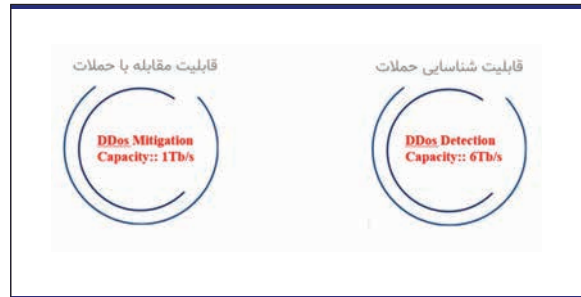 قابلیت شناسایی حملات
DDos Detection
Capacity:: 6Tb/s
قابلیت مقابله با حملات
DDos Mitigation
Capacity:: 1Tb/s